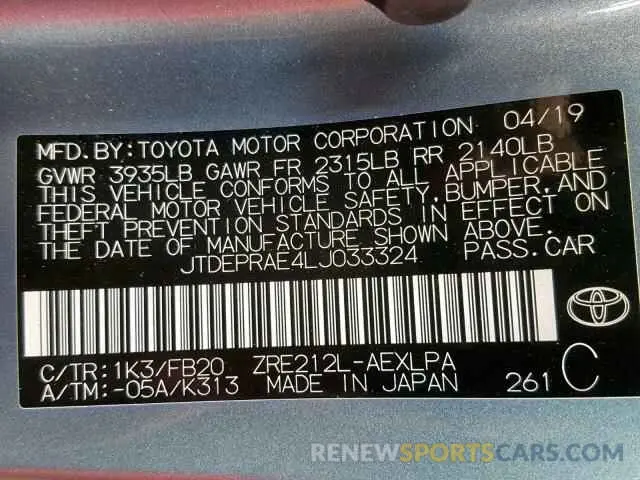 MFD.BY:TOYOTA MOTOR CORPORATION 04/19
GVWR 3935LB GAWR FR 2315LB RR 2140LB
THIS VEHICLE CONFORMS TO ALL APPLICABLE
FEDERAL MOTOR VEHICLE SAFETY,BUMPER,AND
THEFT PREVENTION STANDARDS IN EFFECT ON
THE DATE OF MANUFACTURE SHOWN ABOVE.
JTDEPRAE4LJ033324 PASS.CAR
C/TR:1K3/FB20 ZRE212L-AEXLPA
A/TM:-05A/K313 MADE IN JAPAN 261 C
RENEWSPORTSCARS.COM